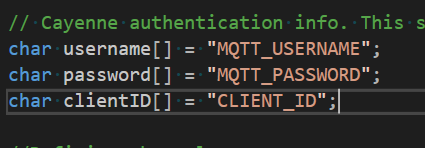 // Cayenne authentication info. This s
char username[] = "MQTT_USERNAME";
char password[] = "MQTT_PASSWORD";
char clientID[] = "CLIENT_ID";